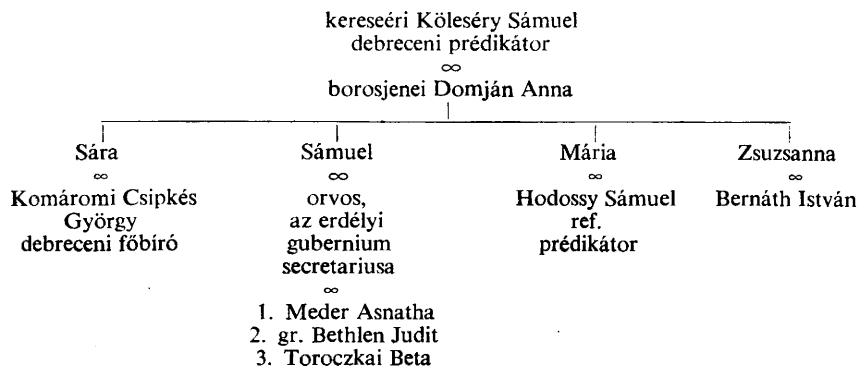 kereseéri Köleséry Sámuel
debreceni prédikátor
∞
borosjenei Domján Anna
Sára
∞
Komáromi Csipkés
György
debreceni főbíró
Sámuel
∞
orvos,
az erdélyi
gubernium
secretariusa
∞
1. Meder Asnatha
2. gr. Bethlen Judit
3. Toroczkai Beta
Mária
∞
Hodossy Sámuel
ref.
prédikátor
Zsuzsanna
∞
Bernáth István